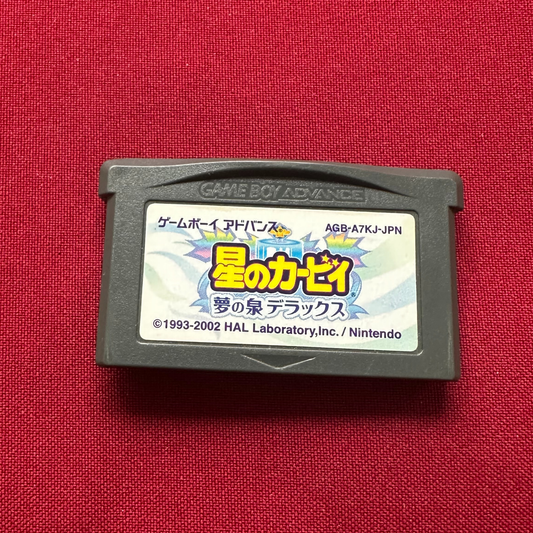 GAME BOY ADVANCE
ゲームボーイ アドバンス AGB-A7KJ-JPN
星のカービィ
夢の泉 デラックス
©1993-2002 HAL Laboratory,Inc. / Nintendo